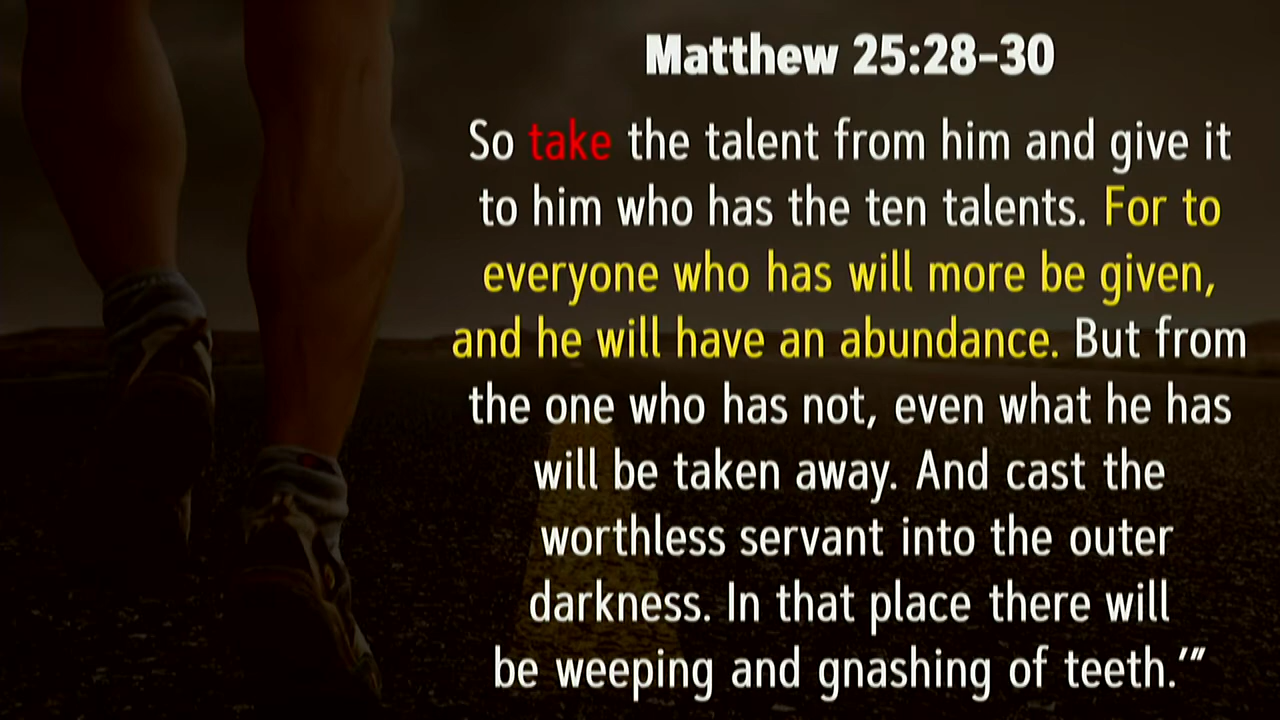 Matthew 25:28–30
So take the talent from him and give it
to him who has the ten talents. For to
everyone who has will more be given,
and he will have an abundance. But from
the one who has not, even what he has
will be taken away. And cast the
worthless servant into the outer
darkness. In that place there will
be weeping and gnashing of teeth.’”